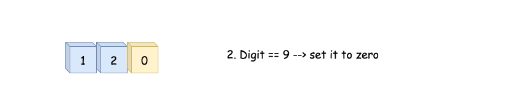 1 2 0
2. Digit == 9 --> set it to zero